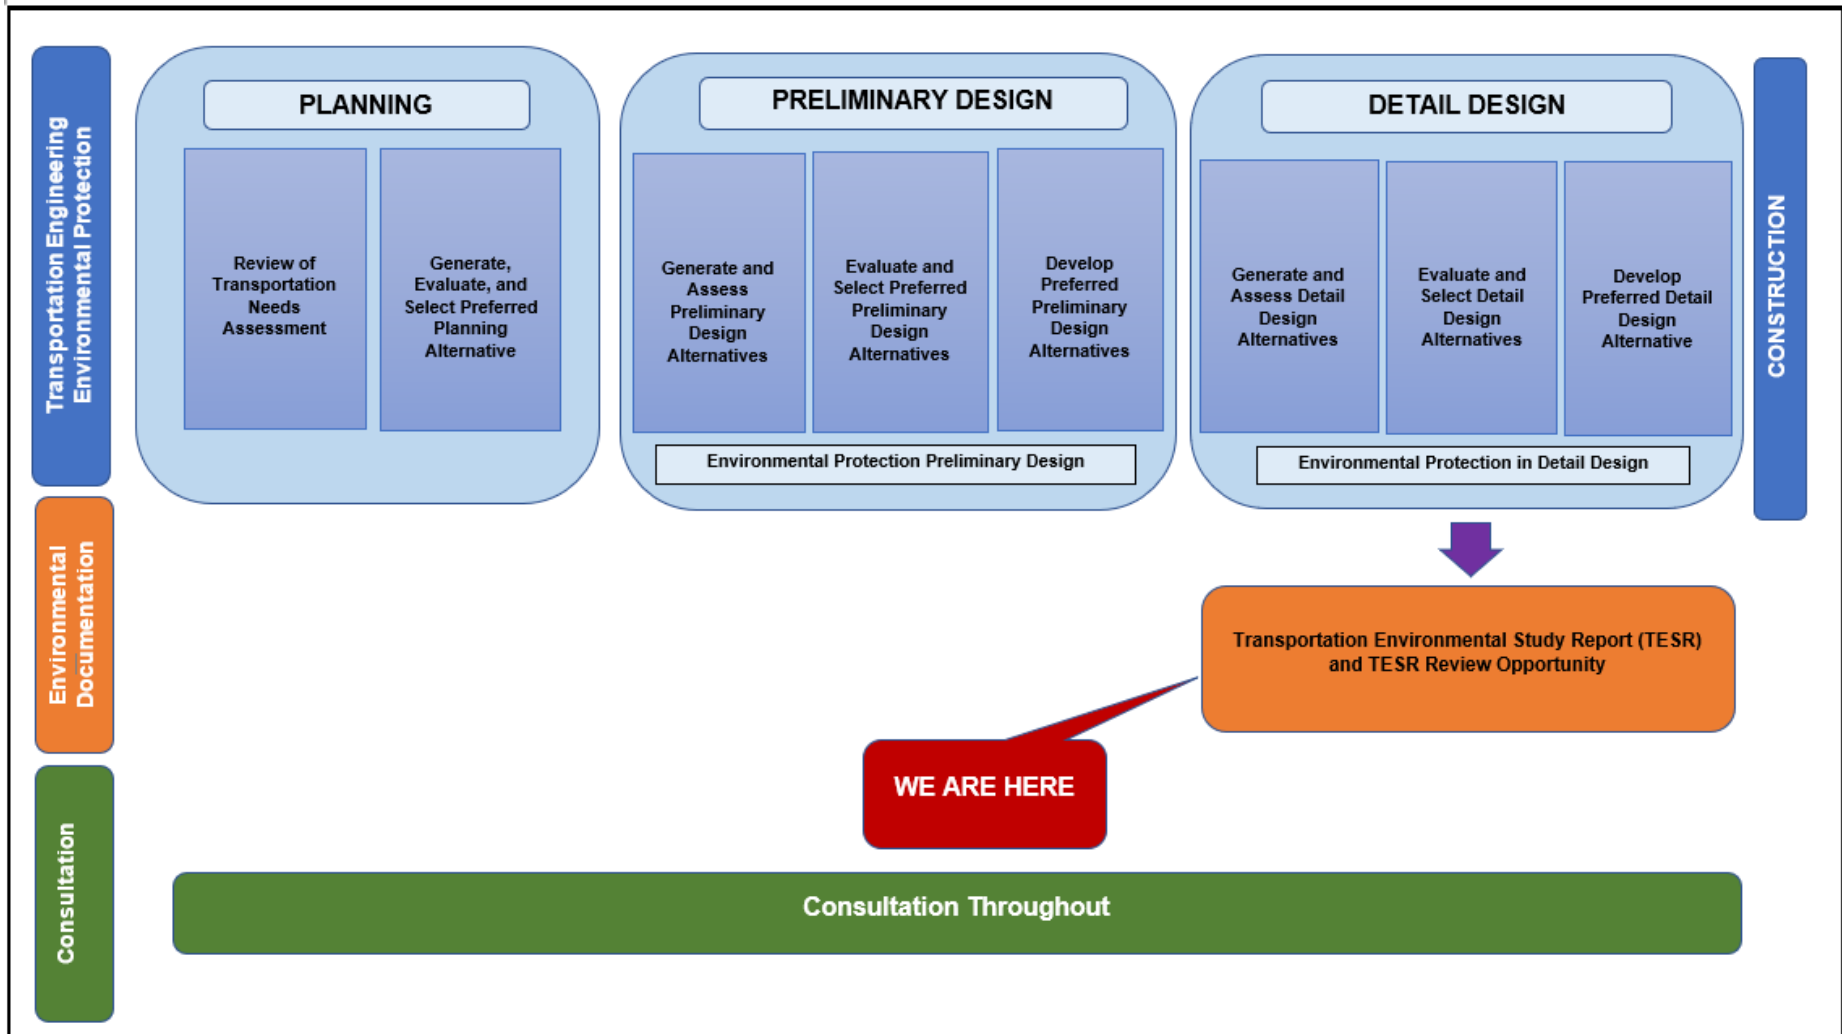 Transportation Engineering
Environmental Protection
PLANNING
Review of
Transportation
Needs
Assessment
Generate,
Evaluate, and
Select Preferred
Planning
Alternative
PRELIMINARY DESIGN
Generate and
Assess
Preliminary
Design
Alternatives
Evaluate and
Select Preferred
Preliminary
Design
Alternatives
Develop
Preferred
Preliminary
Design
Alternatives
Environmental Protection Preliminary Design
DETAIL DESIGN
Generate and
Assess Detail
Design
Alternatives
Evaluate and
Select Detail
Design
Alternatives
Develop
Preferred Detail
Design
Alternative
Environmental Protection in Detail Design
CONSTRUCTION
Environmental
Documentation
Transportation Environmental Study Report (TESR)
and TESR Review Opportunity
WE ARE HERE
Consultation
Consultation Throughout